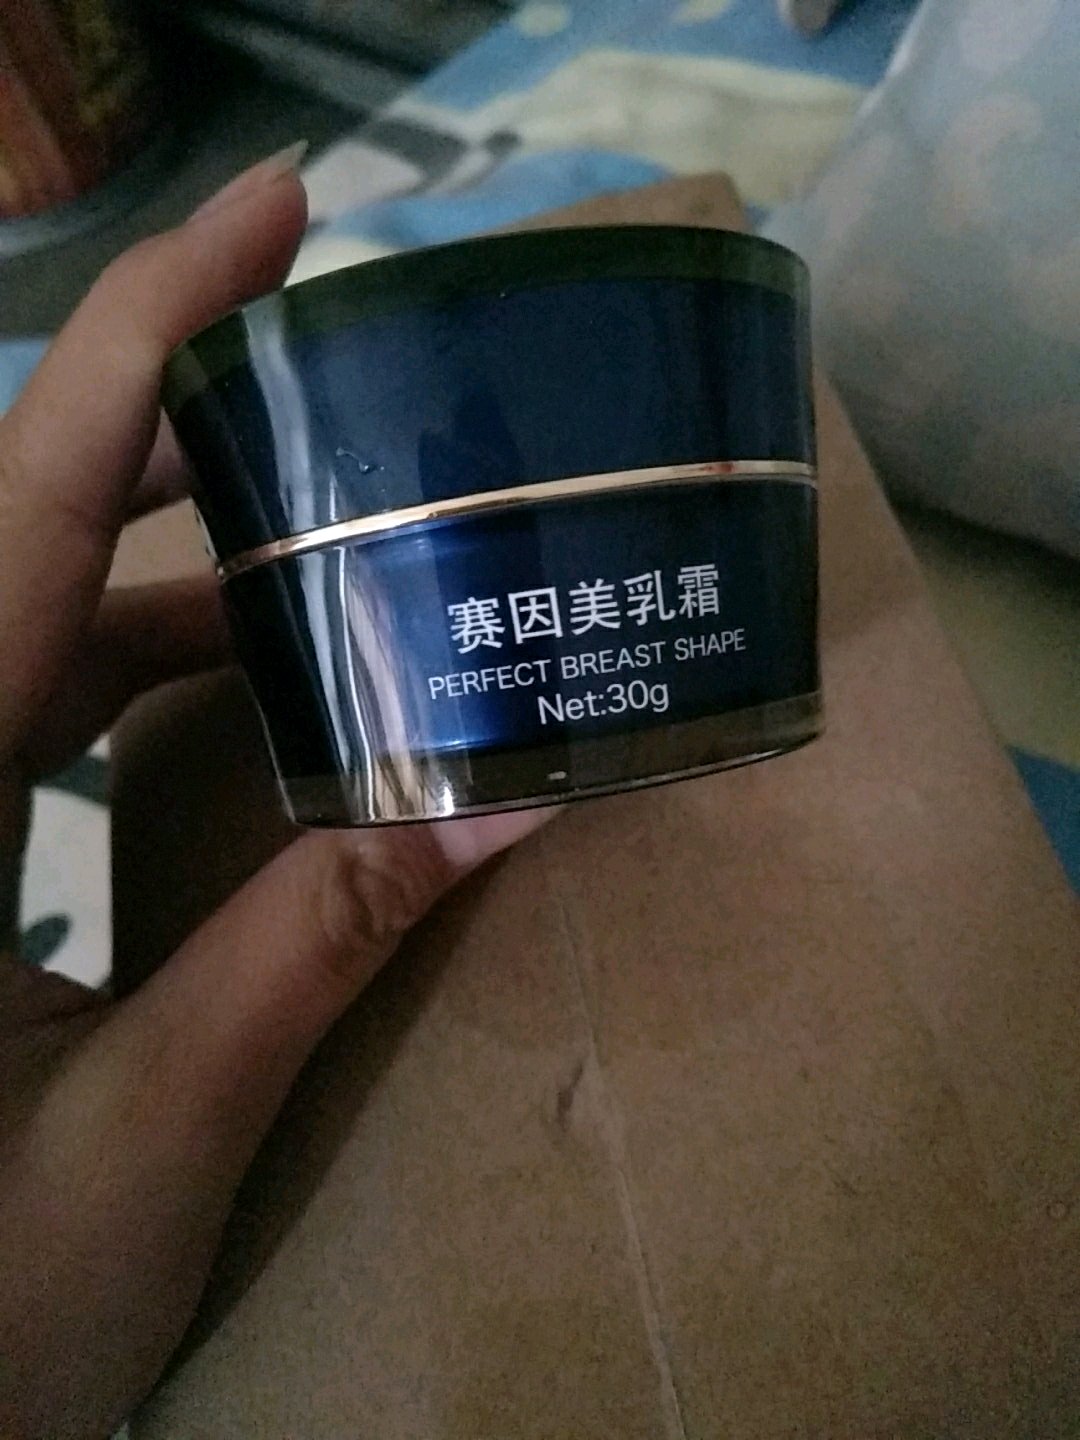 赛因美乳霜
PERFECT BREAST SHAPE
Net:30g